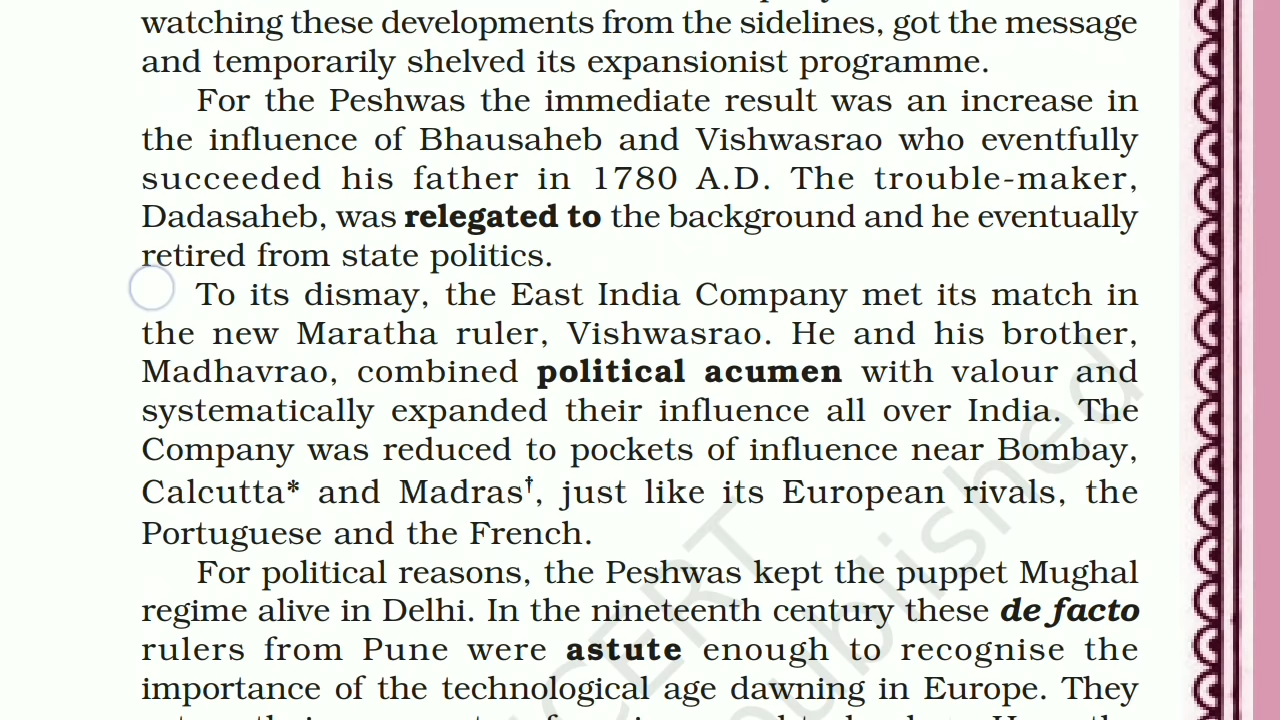 watching these developments from the sidelines, got the message
and temporarily shelved its expansionist programme.
For the Peshwas the immediate result was an increase in
the influence of Bhausaheb and Vishwasrao who eventfully
succeeded his father in 1780 A.D. The trouble-maker,
Dadasaheb, was relegated to the background and he eventually
retired from state politics.
To its dismay, the East India Company met its match in
the new Maratha ruler, Vishwasrao. He and his brother,
Madhavrao, combined political acumen with valour and
systematically expanded their influence all over India. The
Company was reduced to pockets of influence near Bombay,
Calcutta* and Madras†, just like its European rivals, the
Portuguese and the French.
For political reasons, the Peshwas kept the puppet Mughal
regime alive in Delhi. In the nineteenth century these de facto
rulers from Pune were astute enough to recognise the
importance of the technological age dawning in Europe. They